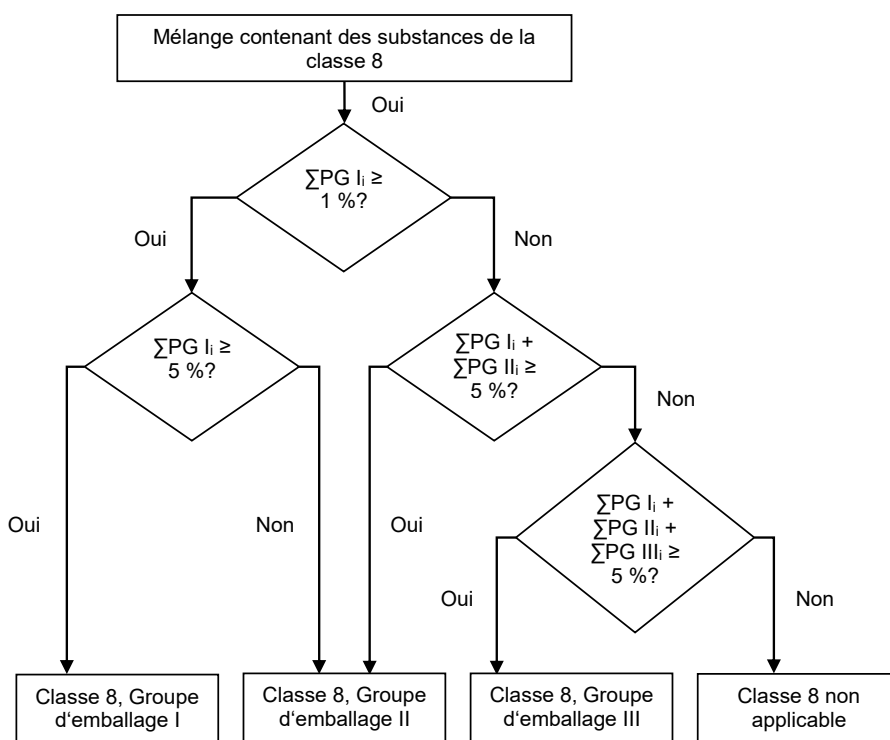 Mélange contenant des substances de la
classe 8
Oui
∑PG Iᵢ ≥
1 %?
Oui
Non
∑PG Iᵢ ≥
5 %?
∑PG Iᵢ +
∑PG IIᵢ ≥
5 %?
Non
Oui
Non
Oui
∑PG Iᵢ +
∑PG IIᵢ +
∑PG IIIᵢ ≥
5 %?
Oui
Non
Classe 8, Groupe
d‘emballage I
Classe 8, Groupe
d‘emballage II
Classe 8, Groupe
d‘emballage III
Classe 8 non
applicable